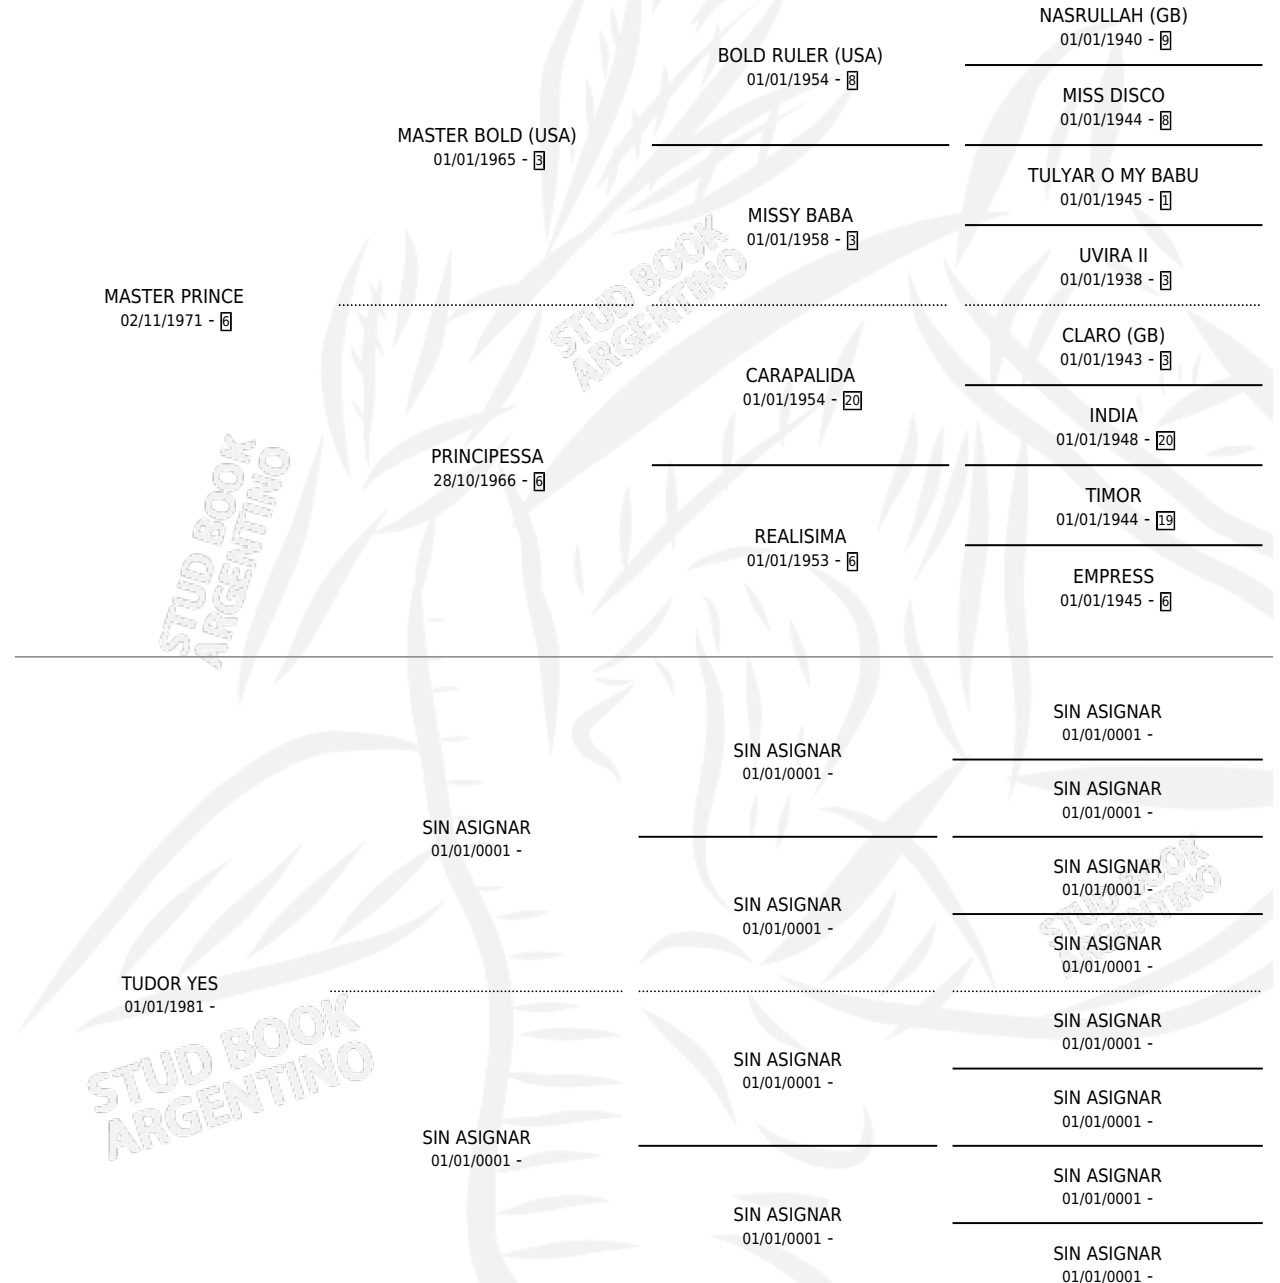 NASRULLAH (GB)
01/01/1940 - 9
BOLD RULER (USA)
01/01/1954 - 8
MISS DISCO
01/01/1944 - 8
MASTER BOLD (USA)
01/01/1965 - 3
TULYAR O MY BABU
01/01/1945 - 1
MISSY BABA
01/01/1958 - 3
UVIRA II
01/01/1938 - 3
MASTER PRINCE
02/11/1971 - 6
CLARO (GB)
01/01/1943 - 3
CARAPALIDA
01/01/1954 - 20
INDIA
01/01/1948 - 20
PRINCIPESSA
28/10/1966 - 6
TIMOR
01/01/1944 - 19
REALISIMA
01/01/1953 - 6
EMPRESS
01/01/1945 - 6
STUD BOOK
ARGENTINO
STUD BOOK
ARGENTINO
SIN ASIGNAR
01/01/0001 -
SIN ASIGNAR
01/01/0001 -
SIN ASIGNAR
01/01/0001 -
SIN ASIGNAR
01/01/0001 -
SIN ASIGNAR
01/01/0001 -
SIN ASIGNAR
01/01/0001 -
SIN ASIGNAR
01/01/0001 -
TUDOR YES
01/01/1981 -
SIN ASIGNAR
01/01/0001 -
SIN ASIGNAR
01/01/0001 -
SIN ASIGNAR
01/01/0001 -
SIN ASIGNAR
01/01/0001 -
SIN ASIGNAR
01/01/0001 -
SIN ASIGNAR
01/01/0001 -
SIN ASIGNAR
01/01/0001 -
STUD BOOK
ARGENTINO
STUD BOOK
ARGENTINO